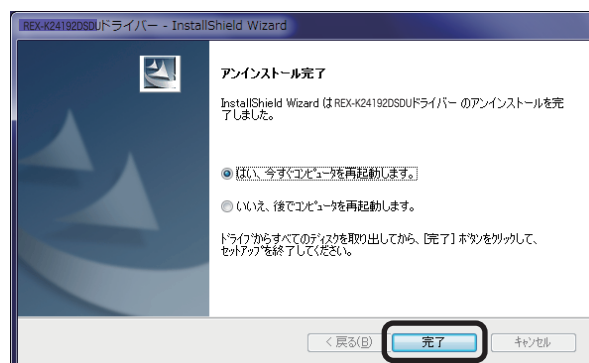 REX-K24192DSDUドライバー - InstallShield Wizard
アンインストール完了
InstallShield Wizard は REX-K24192DSDUドライバー のアンインストールを完
了しました。
はい、今すぐコンピュータを再起動します。
いいえ、後でコンピュータを再起動します。
ドライブからすべてのディスクを取り出してから、[完了] ボタンをクリックして、
セットアップを終了してください。
< 戻る(B)
完了
キャンセル